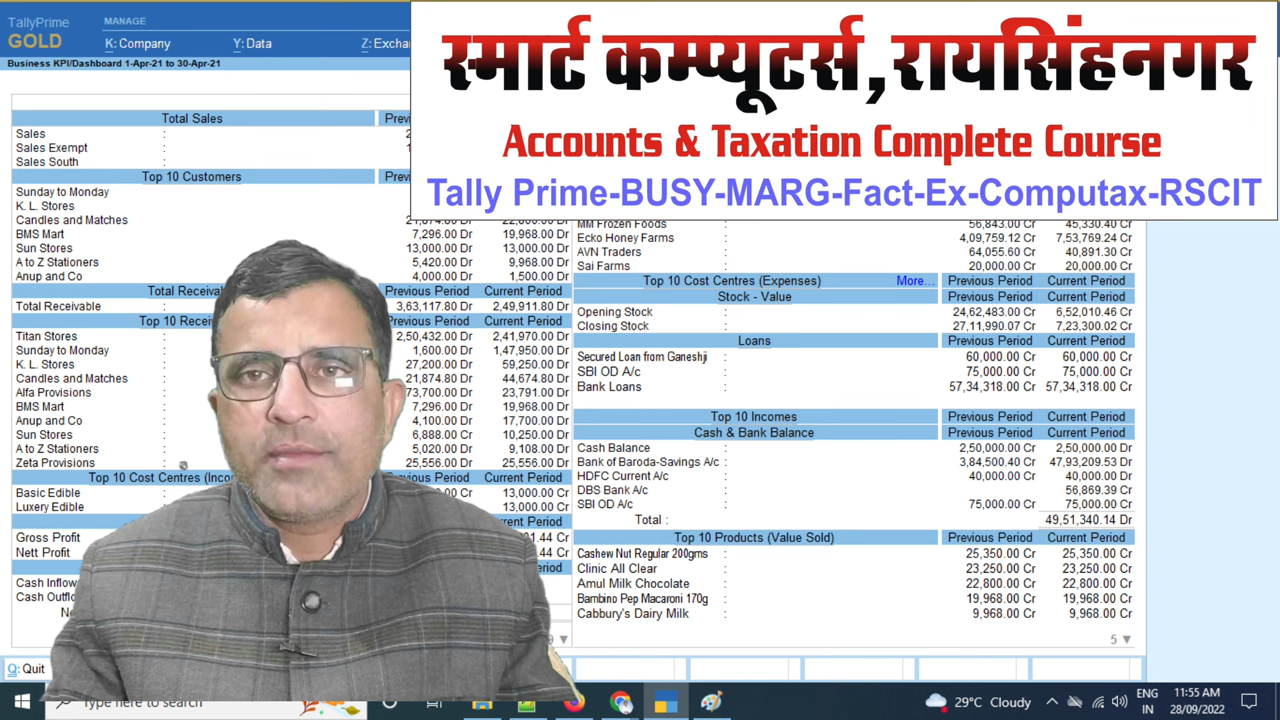 TallyPrime
GOLD
MANAGE
K: Company
Y: Data
Z: Exchan
Business KPI/Dashboard 1-Apr-21 to 30-Apr-21
स्मार्ट कम्प्यूटर्स,रायसिंहनगर
Accounts & Taxation Complete Course
Tally Prime-BUSY-MARG-Fact-Ex-Computax-RSCIT
Total Sales
Sales :
Sales Exempt :
Sales South :
Top 10 Customers
Sunday to Monday :
K. L. Stores :
Candles and Matches :
BMS Mart : 7,296.00 Dr 19,968.00 Dr
Sun Stores : 13,000.00 Dr 13,000.00 Dr
A to Z Stationers : 5,420.00 Dr 9,968.00 Dr
Anup and Co : 4,000.00 Dr 1,500.00 Dr
Previous Period Current Period
Total Receivable : 3,63,117.80 Dr 2,49,911.80 Dr
Top 10 Previous Period Current Period
Titan Stores : 2,50,432.00 Dr 2,41,970.00 Dr
Sunday to Monday : 1,600.00 Dr 1,47,950.00 Dr
K. L. Stores : 27,200.00 Dr 59,250.00 Dr
Candles and Matches : 21,874.80 Dr 44,674.80 Dr
Alfa Provisions : 73,700.00 Dr 23,791.00 Dr
BMS Mart : 7,296.00 Dr 19,968.00 Dr
Anup and Co : 4,100.00 Dr 17,700.00 Dr
Sun Stores : 6,888.00 Cr 10,250.00 Dr
A to Z Stationers : 5,020.00 Dr 9,108.00 Dr
Zeta Provisions : 25,556.00 Dr 25,556.00 Dr
Top 10 Cost Centres Current Period
Basic Edible : 13,000.00 Cr
Luxery Edible : 13,000.00 Cr
Current Period
Gross Profit
Nett Profit
Cash Inflow
Cash Outflow
MM Frozen Foods : 56,843.00 Cr 45,330.40 Cr
Ecko Honey Farms : 4,09,759.12 Cr 7,53,769.24 Cr
AVN Traders : 64,055.60 Cr 40,891.30 Cr
Sai Farms : 20,000.00 Cr 20,000.00 Cr
Top 10 Cost Centres (Expenses) More... Previous Period Current Period
Stock - Value Previous Period Current Period
Opening Stock : 24,62,483.00 Cr 6,52,010.46 Cr
Closing Stock : 27,11,990.07 Cr 7,23,300.02 Cr
Loans Previous Period Current Period
Secured Loan from Ganeshji : 60,000.00 Cr 60,000.00 Cr
SBI OD A/c : 75,000.00 Cr 75,000.00 Cr
Bank Loans : 57,34,318.00 Cr 57,34,318.00 Cr
Top 10 Incomes Previous Period Current Period
Cash & Bank Balance Previous Period Current Period
Cash Balance : 2,50,000.00 Cr 2,50,000.00 Dr
Bank of Baroda-Savings A/c : 3,84,500.40 Cr 47,93,209.53 Dr
HDFC Current A/c : 40,000.00 Cr 40,000.00 Dr
DBS Bank A/c : 56,869.39 Cr
SBI OD A/c : 75,000.00 Cr 75,000.00 Cr
Total : 49,51,340.14 Dr
Top 10 Products (Value Sold) Previous Period Current Period
Cashew Nut Regular 200gms : 25,350.00 Cr 25,350.00 Cr
Clinic All Clear : 23,250.00 Cr 23,250.00 Cr
Amul Milk Chocolate : 22,800.00 Cr 22,800.00 Cr
Bambino Pep Macaroni 170g : 19,968.00 Cr 19,968.00 Cr
Cabbury's Dairy Milk : 9,968.00 Cr 9,968.00 Cr
5
Q: Quit
Type here to search
29°C Cloudy
ENG
IN
11:55 AM
28/09/2022